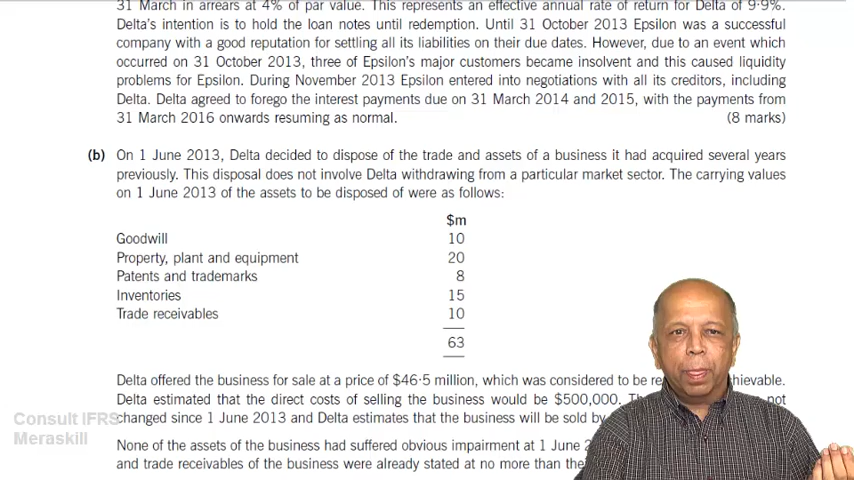 31 March in arrears at 4% of par value. This represents an effective annual rate of return for Delta of 9·9%.
Delta's intention is to hold the loan notes until redemption. Until 31 October 2013 Epsilon was a successful
company with a good reputation for settling all its liabilities on their due dates. However, due to an event which
occurred on 31 October 2013, three of Epsilon's major customers became insolvent and this caused liquidity
problems for Epsilon. During November 2013 Epsilon entered into negotiations with all its creditors, including
Delta. Delta agreed to forego the interest payments due on 31 March 2014 and 2015, with the payments from
31 March 2016 onwards resuming as normal. (8 marks)
(b) On 1 June 2013, Delta decided to dispose of the trade and assets of a business it had acquired several years
previously. This disposal does not involve Delta withdrawing from a particular market sector. The carrying values
on 1 June 2013 of the assets to be disposed of were as follows:
$m
Goodwill 10
Property, plant and equipment 20
Patents and trademarks 8
Inventories 15
Trade receivables 10
63
Delta offered the business for sale at a price of $46·5 million, which was considered to be
Delta estimated that the direct costs of selling the business would be $500,000. not
changed since 1 June 2013 and Delta estimates that the business will be sold by
None of the assets of the business had suffered obvious impairment at 1 June
and trade receivables of the business were already stated at no more than
Consult IFRS
Meraskill